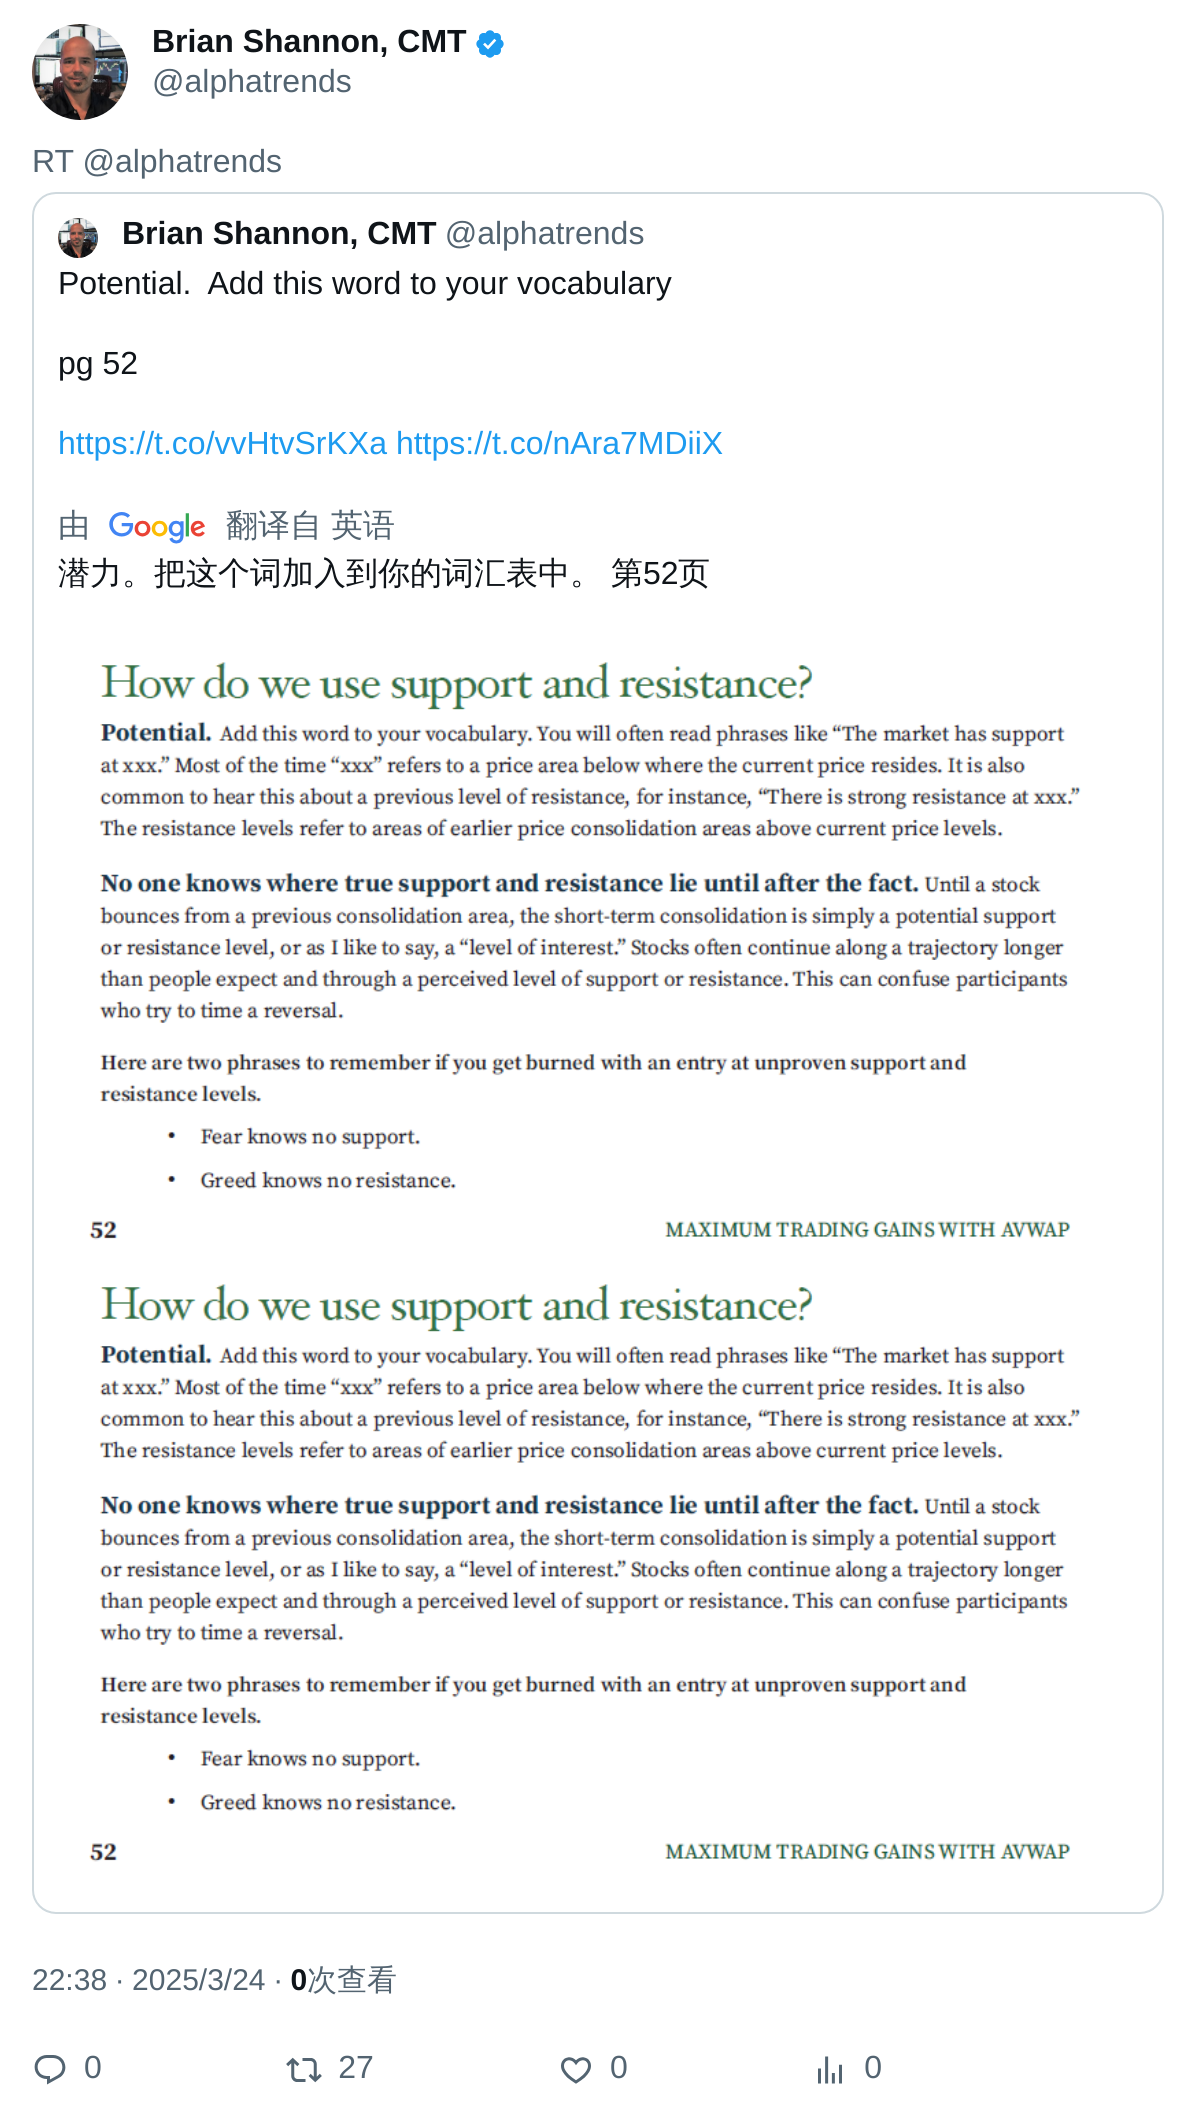 Brian Shannon, CMT
@alphatrends
RT @alphatrends
Brian Shannon, CMT @alphatrends
Potential.  Add this word to your vocabulary
pg 52
https://t.co/vvHtvSrKXa https://t.co/nAra7MDiiX
由 Google 翻译自 英语
潜力。把这个词加入到你的词汇表中。 第52页
How do we use support and resistance?
Potential. Add this word to your vocabulary. You will often read phrases like “The market has support
at xxx.” Most of the time “xxx” refers to a price area below where the current price resides. It is also
common to hear this about a previous level of resistance, for instance, “There is strong resistance at xxx.”
The resistance levels refer to areas of earlier price consolidation areas above current price levels.
No one knows where true support and resistance lie until after the fact. Until a stock
bounces from a previous consolidation area, the short-term consolidation is simply a potential support
or resistance level, or as I like to say, a “level of interest.” Stocks often continue along a trajectory longer
than people expect and through a perceived level of support or resistance. This can confuse participants
who try to time a reversal.
Here are two phrases to remember if you get burned with an entry at unproven support and
resistance levels.
• Fear knows no support.
• Greed knows no resistance.
52 MAXIMUM TRADING GAINS WITH AVWAP
How do we use support and resistance?
Potential. Add this word to your vocabulary. You will often read phrases like “The market has support
at xxx.” Most of the time “xxx” refers to a price area below where the current price resides. It is also
common to hear this about a previous level of resistance, for instance, “There is strong resistance at xxx.”
The resistance levels refer to areas of earlier price consolidation areas above current price levels.
No one knows where true support and resistance lie until after the fact. Until a stock
bounces from a previous consolidation area, the short-term consolidation is simply a potential support
or resistance level, or as I like to say, a “level of interest.” Stocks often continue along a trajectory longer
than people expect and through a perceived level of support or resistance. This can confuse participants
who try to time a reversal.
Here are two phrases to remember if you get burned with an entry at unproven support and
resistance levels.
• Fear knows no support.
• Greed knows no resistance.
52 MAXIMUM TRADING GAINS WITH AVWAP
22:38 · 2025/3/24 · 0次查看
0 27 0 0